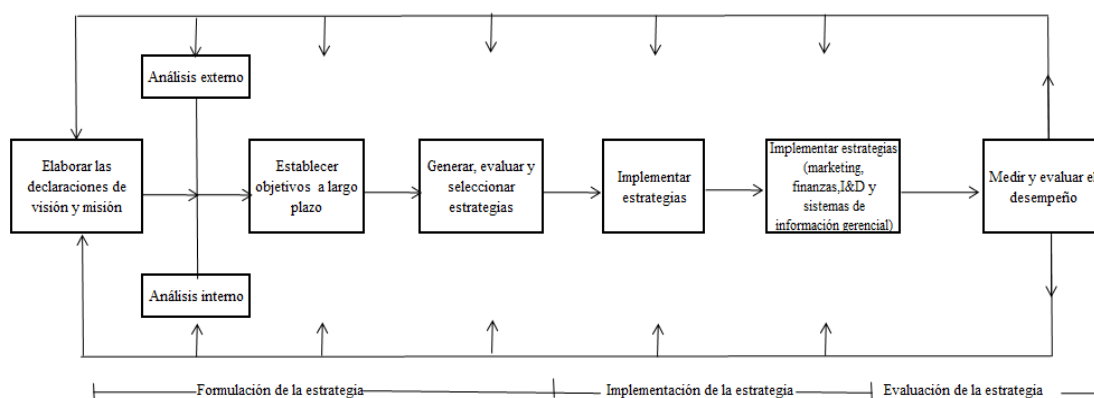 Análisis externo
Elaborar las
declaraciones de
visión y misión
Establecer
objetivos a largo
plazo
Generar, evaluar y
seleccionar
estrategias
Implementar
estrategias
Implementar estrategias
(marketing,
finanzas,I&D y
sistemas de
información gerencial)
Medir y evaluar el
desempeño
Análisis interno
Formulación de la estrategia
Implementación de la estrategia
Evaluación de la estrategia